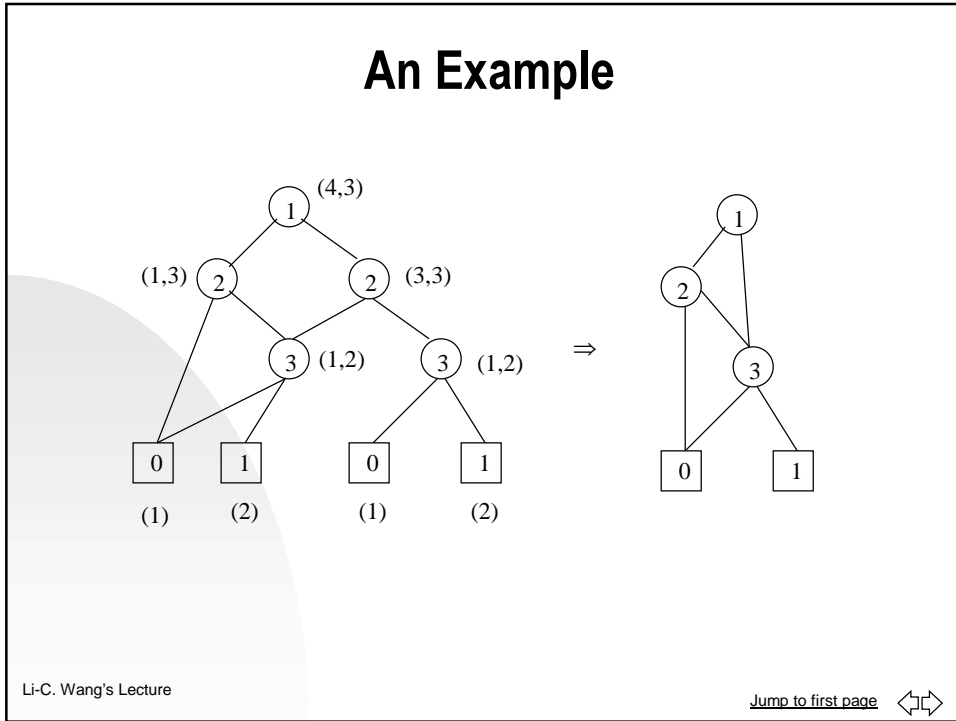 An Example
(4,3)
1
1
(1,3) 2 2 (3,3)
2
3 (1,2) 3 (1,2) ⇒ 3
0 1 0 1 0 1
(1) (2) (1) (2)
Li-C. Wang's Lecture
Jump to first page